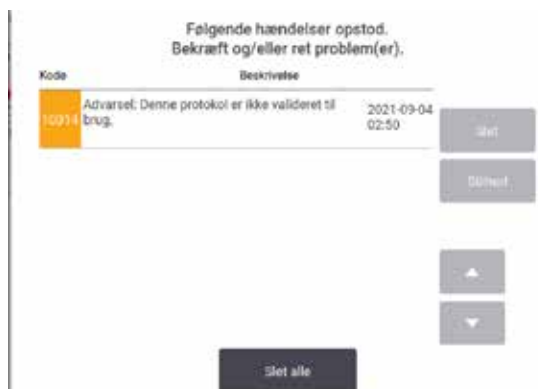 Følgende hændelser opstod.
Bekræft og/eller ret problem(er).
Kode Beskrivelse
Advarsel: Denne protokol er ikke valideret til 2021-09-04
10914 brug. 02:50
Slet
Slet alle